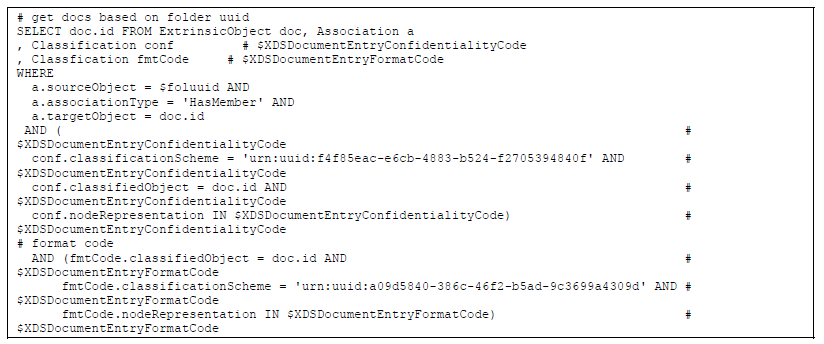 # get docs based on folder uuid
SELECT doc.id FROM ExtrinsicObject doc, Association a
, Classification conf # $XDSDocumentEntryConfidentialityCode
, Classfication fmtCode # $XDSDocumentEntryFormatCode
WHERE
a.sourceObject = $foluuid AND
a.associationType = 'HasMember' AND
a.targetObject = doc.id
AND ( #
$XDSDocumentEntryConfidentialityCode
conf.classificationScheme = 'urn:uuid:f4f85eac-e6cb-4883-b524-f2705394840f' AND #
$XDSDocumentEntryConfidentialityCode
conf.classifiedObject = doc.id AND #
$XDSDocumentEntryConfidentialityCode
conf.nodeRepresentation IN $XDSDocumentEntryConfidentialityCode) #
$XDSDocumentEntryConfidentialityCode
# format code
AND (fmtCode.classifiedObject = doc.id AND #
$XDSDocumentEntryFormatCode
fmtCode.classificationScheme = 'urn:uuid:a09d5840-386c-46f2-b5ad-9c3699a4309d' AND #
$XDSDocumentEntryFormatCode
fmtCode.nodeRepresentation IN $XDSDocumentEntryFormatCode) #
$XDSDocumentEntryFormatCode